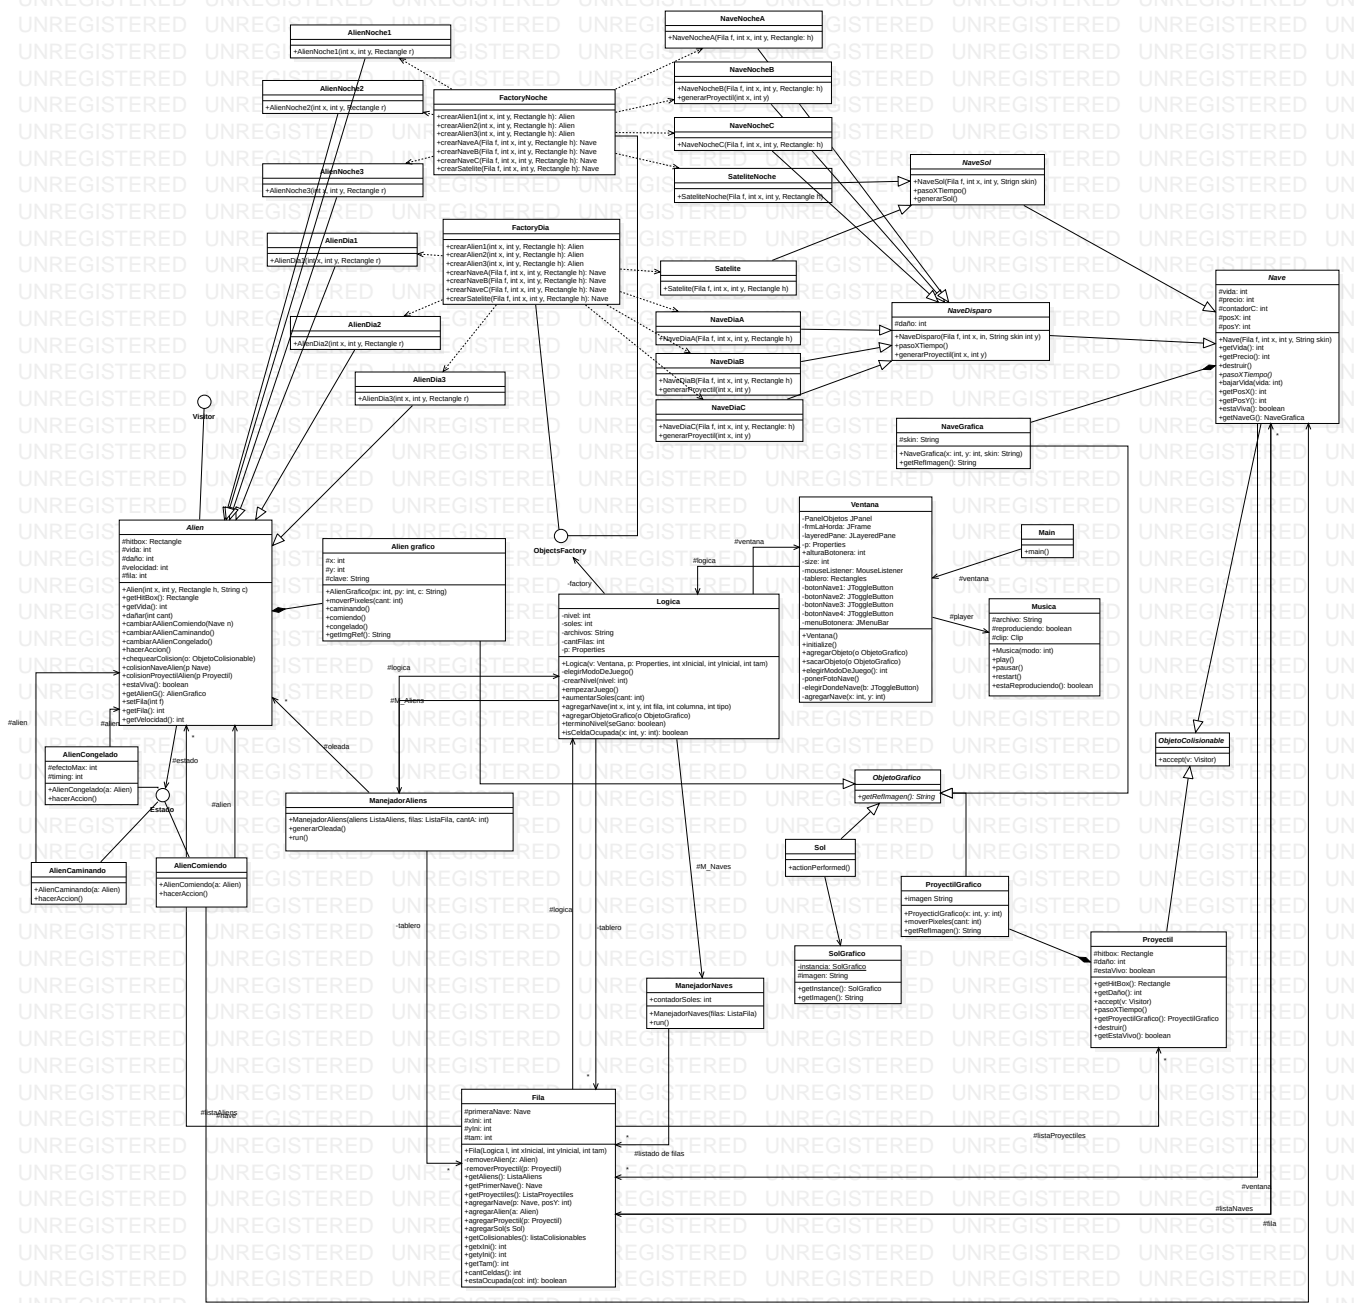 AlienNoche1
+AlienNoche1(int x, int y, Rectangle r)
AlienNoche2
+AlienNoche2(int x, int y, Rectangle r)
AlienNoche3
+AlienNoche3(int x, int y, Rectangle r)
FactoryNoche
+crearAlien1(int x, int y, Rectangle h): Alien
+crearAlien2(int x, int y, Rectangle h): Alien
+crearAlien3(int x, int y, Rectangle h): Alien
+crearNaveA(Fila f, int x, int y, Rectangle h): Nave
+crearNaveB(Fila f, int x, int y, Rectangle h): Nave
+crearNaveC(Fila f, int x, int y, Rectangle h): Nave
+crearSatelite(Fila f, int x, int y, Rectangle h): Nave
NaveNocheA
+NaveNocheA(Fila f, int x, int y, Rectangle: h)
NaveNocheB
+NaveNocheB(Fila f, int x, int y, Rectangle: h)
+generarProyectil(int x, int y)
NaveNocheC
+NaveNocheC(Fila f, int x, int y, Rectangle: h)
SateliteNoche
+SateliteNoche(Fila f, int x, int y, Rectangle h)
NaveSol
+NaveSol(Fila f, int x, int y, Strign skin)
+pasoXTiempo()
+generarSol()
AlienDia1
+AlienDia1(int x, int y, Rectangle r)
AlienDia2
+AlienDia2(int x, int y, Rectangle r)
AlienDia3
+AlienDia3(int x, int y, Rectangle r)
FactoryDia
+crearAlien1(int x, int y, Rectangle h): Alien
+crearAlien2(int x, int y, Rectangle h): Alien
+crearAlien3(int x, int y, Rectangle h): Alien
+crearNaveA(Fila f, int x, int y, Rectangle h): Nave
+crearNaveB(Fila f, int x, int y, Rectangle h): Nave
+crearNaveC(Fila f, int x, int y, Rectangle h): Nave
+crearSatelite(Fila f, int x, int y, Rectangle h): Nave
Satelite
+Satelite(Fila f, int x, int y, Rectangle h)
NaveDiaA
+NaveDiaA(Fila f, int x, int y, Rectangle h)
NaveDiaB
+NaveDiaB(Fila f, int x, int y, Rectangle h)
+generarProyectil(int x, int y)
NaveDiaC
+NaveDiaC(Fila f, int x, int y, Rectangle: h)
+generarProyectil(int x, int y)
NaveDisparo
#daño: int
+NaveDisparo(Fila f, int x, in, String skin int y)
+pasoXTiempo()
+generarProyectil(int x, int y)
Nave
#vida: int
#precio: int
#contadorC: int
#posX: int
#posY: int
+Nave(Fila f, int x, int y, String skin)
+getVida(): int
+getPrecio(): int
+destruir()
+pasoXTiempo()
+bajarVida(vida: int)
+getPosX(): int
+getPosY(): int
+estaViva(): boolean
+getNaveG(): NaveGrafica
*
NaveGrafica
#skin: String
+NaveGrafica(x: int, y: int, skin: String)
+getRefImagen(): String
Visitor
Alien
#hitbox: Rectangle
#vida: int
#daño: int
#velocidad: int
#fila: int
+Alien(int x, int y, Rectangle h, String c)
+getHitBox(): Rectangle
+getVida(): int
+dañar(int cant)
+cambiarAAlienComiendo(Nave n)
+cambiarAAlienCaminando()
+cambiarAAlienCongelado()
+hacerAccion()
+chequearColision(o: ObjetoColisionable)
+colisionNaveAlien(p Nave)
+colisionProyectilAlien(p Proyectil)
+estaViva(): boolean
+getAlienG(): AlienGrafico
+setFila(int f)
+getFila(): int
+getVelocidad(): int
Alien grafico
#x: int
#y: int
#clave: String
+AlienGrafico(px: int, py: int, c: String)
+moverPixeles(cant: int)
+caminando()
+comiendo()
+congelado()
+getImgRef(): String
ObjectsFactory
-factory
#ventana
#logica
Ventana
-PanelObjetos JPanel
-frmLaHorda: JFrame
-layeredPane: JLayeredPane
-p: Properties
+alturaBotonera: int
-size: int
-mouseListener: MouseListener
-tablero: Rectangles
-botonNave1: JToggleButton
-botonNave2: JToggleButton
-botonNave3: JToggleButton
-botonNave4: JToggleButton
-menuBotonera: JMenuBar
+Ventana()
+initialize()
+agregarObjeto(o ObjetoGrafico)
+sacarObjeto(o ObjetoGrafico)
+elegirModoDeJuego(): int
-ponerFotoNave()
-elegirDondeNave(b: JToggleButton)
-agregarNave(x: int, y: int)
Main
+main()
#ventana
#player
Musica
#archivo: String
#reproduciendo: boolean
#clip: Clip
+Musica(modo: int)
+play()
+pausar()
+restart()
+estaReproduciendo(): boolean
Logica
-nivel: int
-soles: int
-archivos: String
-cantFilas: int
-p: Properties
+Logica(v: Ventana, p: Properties, int xInicial, int yInicial, int tam)
-elegirModoDeJuego()
-crearNivel(nivel: int)
+empezarJuego()
+aumentarSoles(cant: int)
+agregarNave(int x, int y, int fila, int columna, int tipo)
+agregarObjetoGrafico(o ObjetoGrafico)
+terminoNivel(seGano: boolean)
+isCeldaOcupada(x: int, y: int): boolean
#logica
#M_Aliens
*
#oleada
#alien
#alien
*
#estado
#alien
AlienCongelado
#efectoMax: int
#timing: int
+AlienCongelado(a: Alien)
+hacerAccion()
Estado
AlienCaminando
+AlienCaminando(a: Alien)
+hacerAccion()
AlienComiendo
+AlienComiendo(a: Alien)
+hacerAccion()
ManejadorAliens
+ManejadorAliens(aliens ListaAliens, filas: ListaFila, cantA: int)
+generarOleada()
+run()
ObjetoColisionable
+accept(v: Visitor)
ObjetoGrafico
+getRefImagen(): String
Sol
+actionPerformed()
#M_Naves
ProyectilGrafico
+imagen String
+ProyecticlGrafico(x: int, y: int)
+moverPixeles(cant: int)
+getRefImagen(): String
SolGrafico
-instancia: SolGrafico
#imagen: String
+getInstance(): SolGrafico
+getImagen(): String
Proyectil
#hitbox: Rectangle
#daño: int
#estaVivo: boolean
+getHitBox(): Rectangle
+getDaño(): int
+accept(v: Visitor)
+pasoXTiempo()
+getProyectilGrafico(): ProyectilGrafico
+destruir()
+getEstaVivo(): boolean
*
-tablero
#logica
-tablero
ManejadorNaves
+contadorSoles: int
+ManejadorNaves(filas: ListaFila)
+run()
*
Fila
#primeraNave: Nave
#xIni: int
#yIni: int
#tam: int
+Fila(Logica l, int xInicial, int yInicial, int tam)
-removerAlien(z: Alien)
-removerProyectil(p: Proyectil)
+getAliens(): ListaAliens
+getPrimerNave(): Nave
+getProyectiles(): ListaProyectiles
+agregarNave(p: Nave, posY: int)
+agregarAlien(a: Alien)
+agregarProyectil(p: Proyectil)
+agregarSol(s Sol)
+getColisionables(): listaColisionables
+getxIni(): int
+getyIni(): int
+getTam(): int
+cantCeldas(): int
+estaOcupada(col: int): boolean
#listaAliens
#nave
*
*
#listado de filas
*
#listaProyectiles
#ventana
#listaNaves
#fila
UNREGISTERED